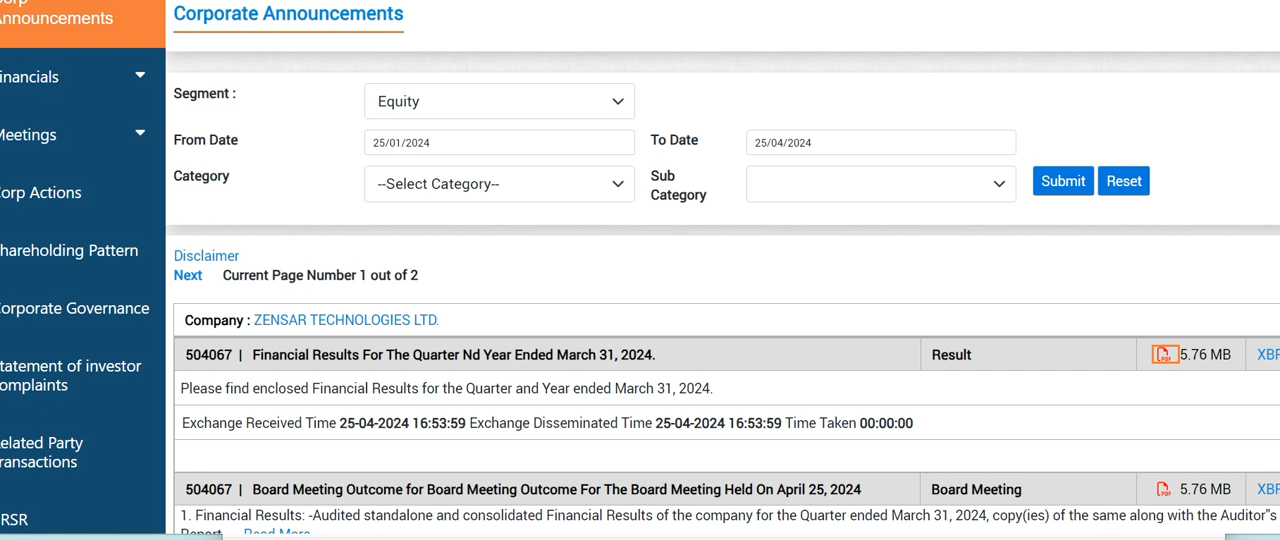 Corp
Announcements
Corporate Announcements
inancials
Meetings
orp Actions
hareholding Pattern
orporate Governance
tatement of investor
omplaints
elated Party
ransactions
RSR
Segment :
Equity
From Date
25/01/2024
To Date
25/04/2024
Category
--Select Category--
Sub
Category
Submit
Reset
Disclaimer
Next Current Page Number 1 out of 2
Company : ZENSAR TECHNOLOGIES LTD.
504067 | Financial Results For The Quarter Nd Year Ended March 31, 2024. Result PDF 5.76 MB XB
Please find enclosed Financial Results for the Quarter and Year ended March 31, 2024.
Exchange Received Time 25-04-2024 16:53:59 Exchange Disseminated Time 25-04-2024 16:53:59 Time Taken 00:00:00
504067 | Board Meeting Outcome for Board Meeting Outcome For The Board Meeting Held On April 25, 2024 Board Meeting PDF 5.76 MB XB
1. Financial Results: -Audited standalone and consolidated Financial Results of the company for the Quarter ended March 31, 2024, copy(ies) of the same along with the Auditor"s
Report Read More